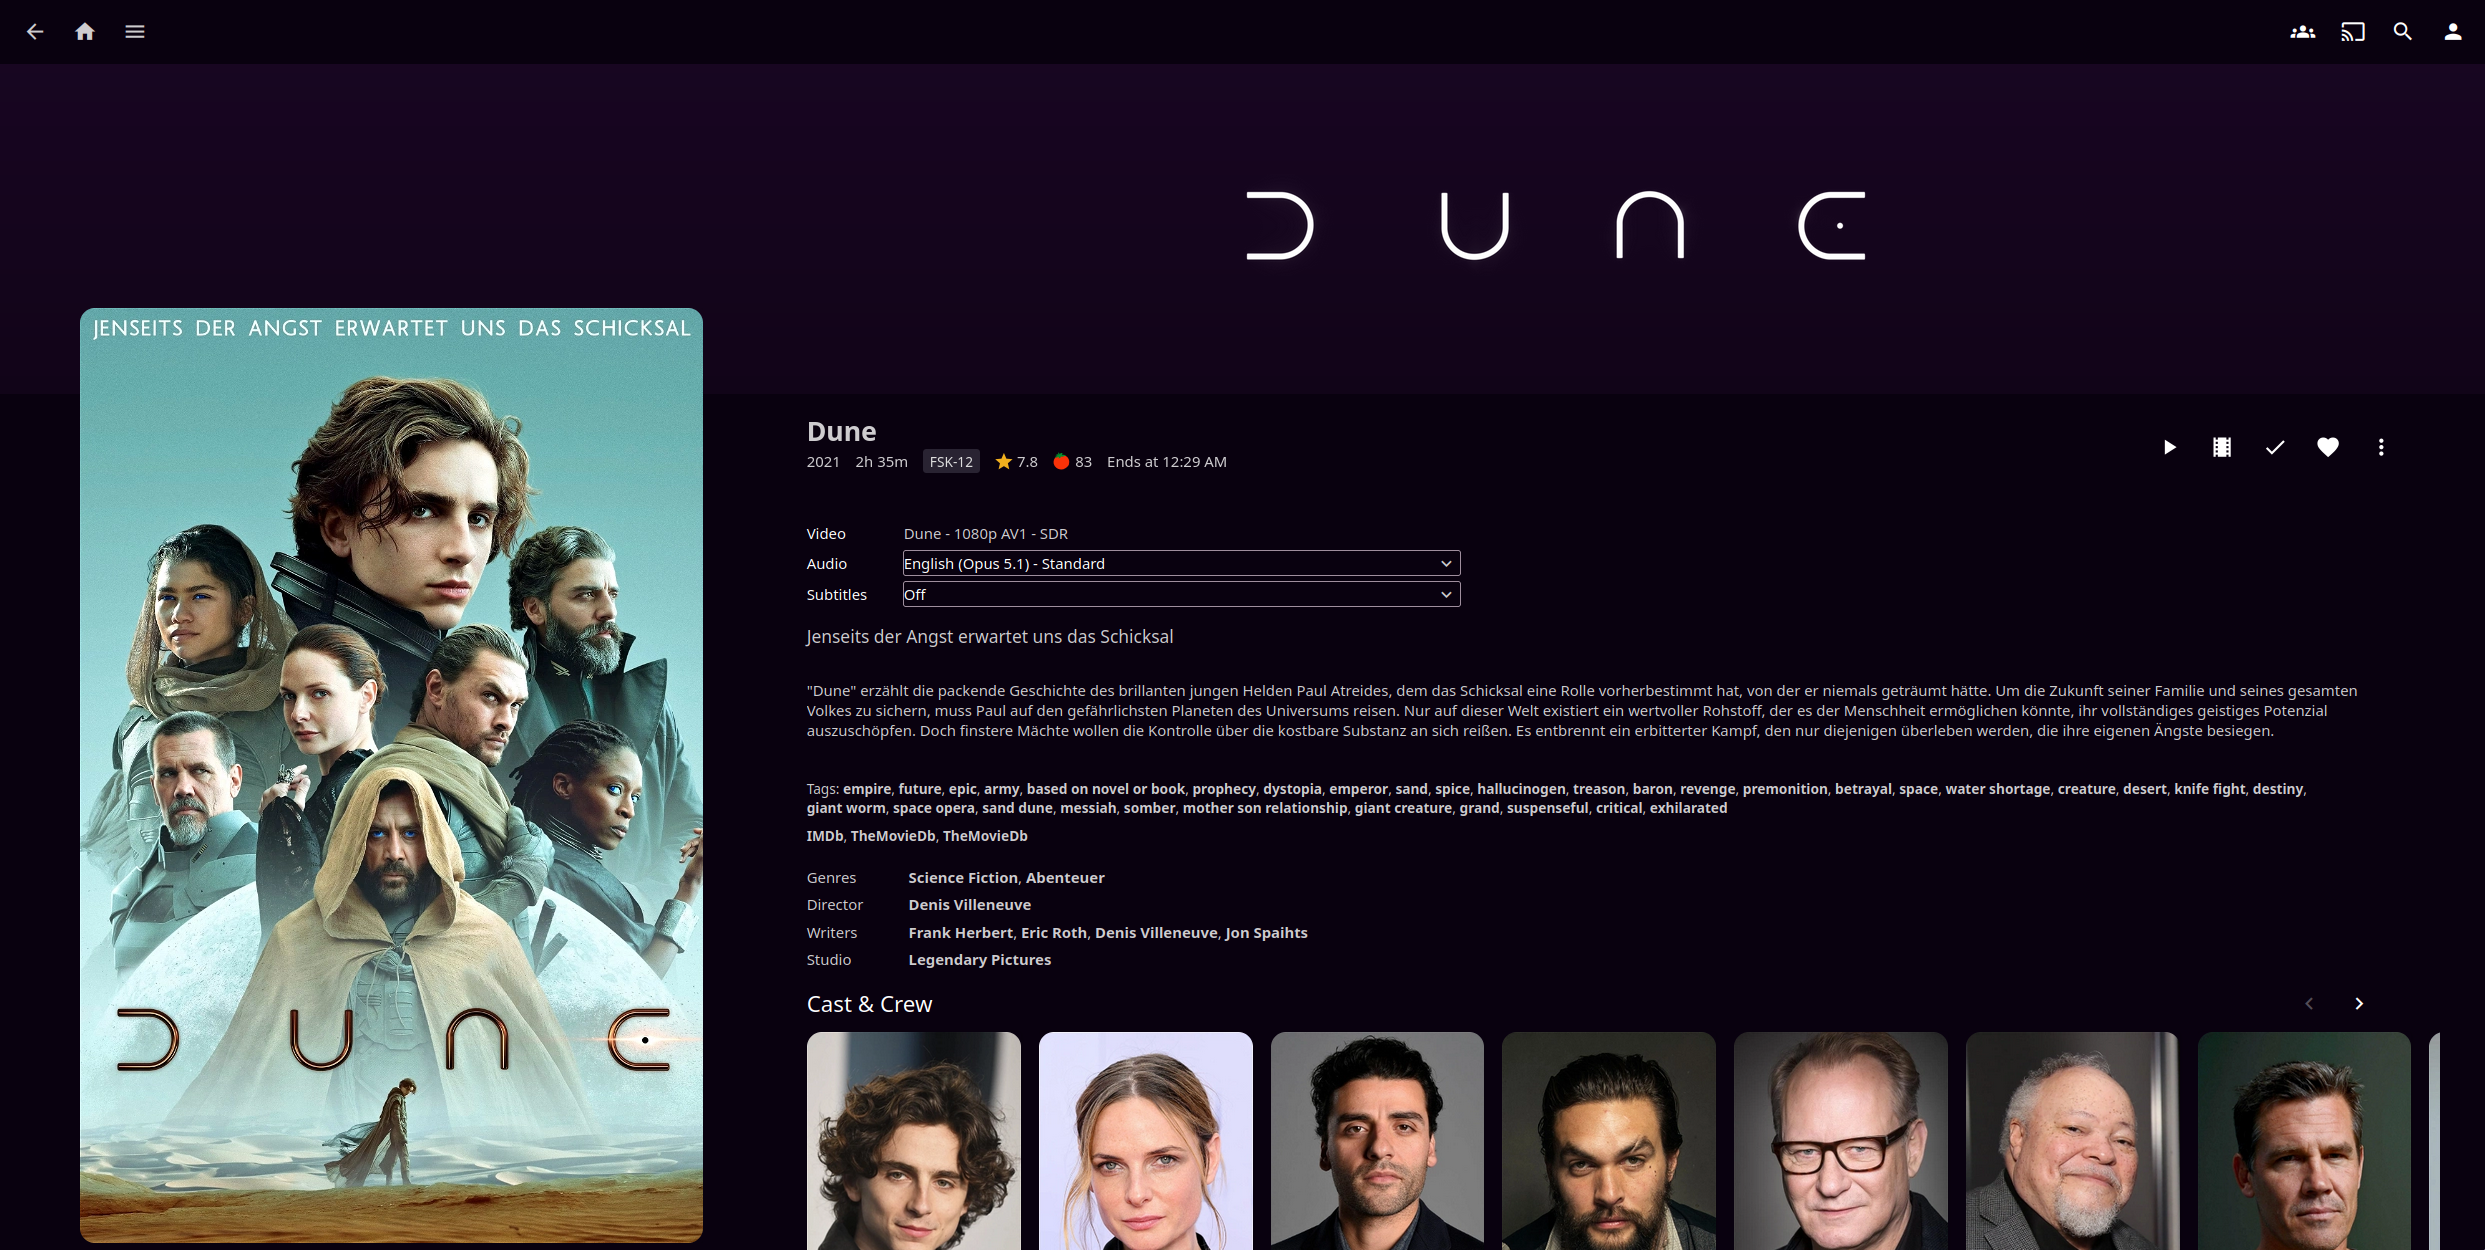 DUNE
JENSEITS DER ANGST ERWARTET UNS DAS SCHICKSAL
DUNE
Dune
2021 2h 35m FSK-12 7.8 83 Ends at 12:29 AM
Video Dune - 1080p AV1 - SDR
Audio English (Opus 5.1) - Standard
Subtitles Off
Jenseits der Angst erwartet uns das Schicksal
"Dune" erzählt die packende Geschichte des brillanten jungen Helden Paul Atreides, dem das Schicksal eine Rolle vorherbestimmt hat, von der er niemals geträumt hätte. Um die Zukunft seiner Familie und seines gesamten
Volkes zu sichern, muss Paul auf den gefährlichsten Planeten des Universums reisen. Nur auf dieser Welt existiert ein wertvoller Rohstoff, der es der Menschheit ermöglichen könnte, ihr vollständiges geistiges Potenzial
auszuschöpfen. Doch finstere Mächte wollen die Kontrolle über die kostbare Substanz an sich reißen. Es entbrennt ein erbitterter Kampf, den nur diejenigen überleben werden, die ihre eigenen Ängste besiegen.
Tags: empire, future, epic, army, based on novel or book, prophecy, dystopia, emperor, sand, spice, hallucinogen, treason, baron, revenge, premonition, betrayal, space, water shortage, creature, desert, knife fight, destiny,
giant worm, space opera, sand dune, messiah, somber, mother son relationship, giant creature, grand, suspenseful, critical, exhilarated
IMDb, TheMovieDb, TheMovieDb
Genres Science Fiction, Abenteuer
Director Denis Villeneuve
Writers Frank Herbert, Eric Roth, Denis Villeneuve, Jon Spaihts
Studio Legendary Pictures
Cast & Crew